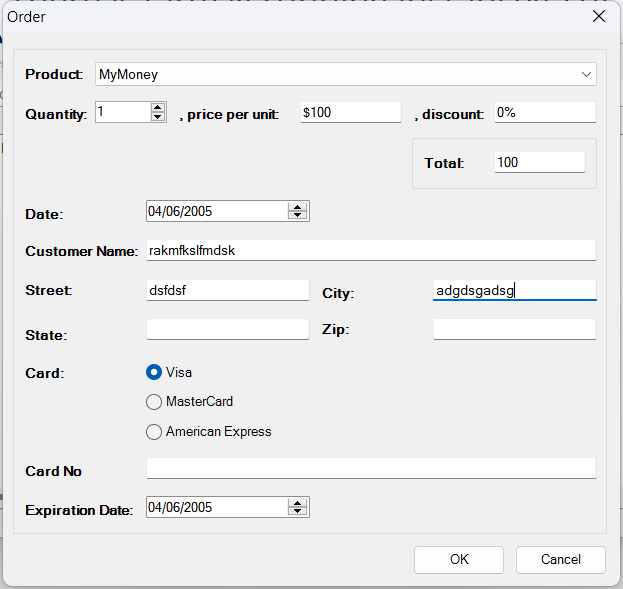 Order
Product: MyMoney
Quantity: 1 , price per unit: $100 , discount: 0%
Total: 100
Date: 04/06/2005
Customer Name: rakmfkslfmdsk
Street: dsfdsf City: adgdsgadsg
State: Zip:
Card: Visa
MasterCard
American Express
Card No
Expiration Date: 04/06/2005
OK Cancel